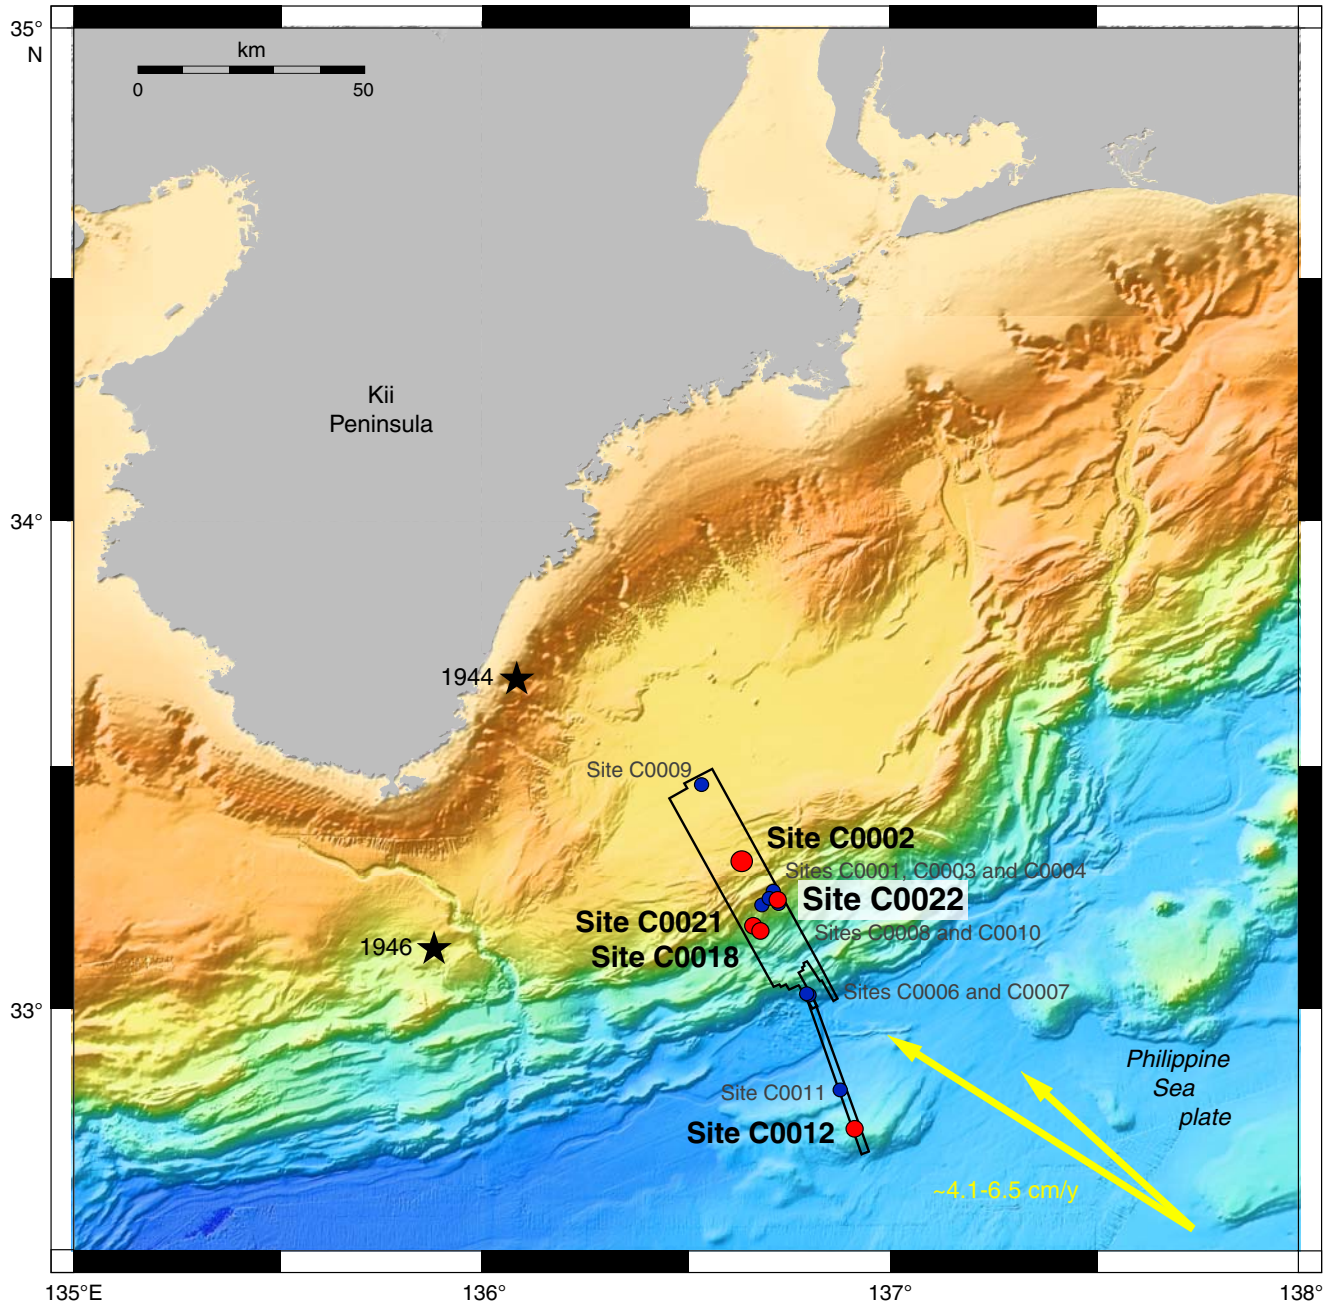 35°
N
km
0 50
Kii
Peninsula
34°
1944
Site C0009
Site C0002
Sites C0001, C0003 and C0004
Site C0022
Site C0021
Sites C0008 and C0010
1946
Site C0018
Sites C0006 and C0007
33°
Philippine
Sea
plate
Site C0011
Site C0012
~4.1-6.5 cm/y
135°E 136° 137° 138°